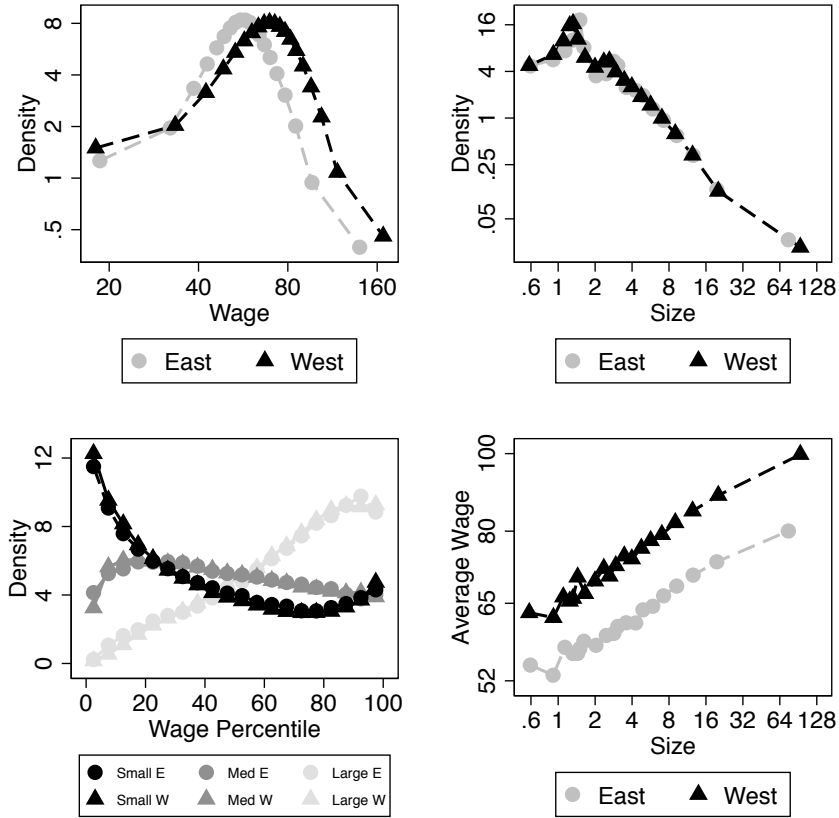 Density
8
4
2
1
.5
20 40 80 160
Wage
East West
Density
16
4
1
.25
.05
.6 1 2 4 8 16 32 64 128
Size
East West
Density
12
8
4
0
0 20 40 60 80 100
Wage Percentile
Small E Med E Large E
Small W Med W Large W
Average Wage
100
80
65
52
.6 1 2 4 8 16 32 64 128
Size
East West